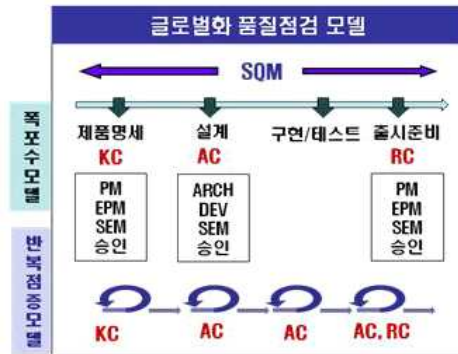 글로벌화 품질점검 모델
SQM
폭포수모델
제품명세 설계 구현/테스트 출시준비
KC AC RC
PM ARCH PM
EPM DEV EPM
SEM SEM SEM
승인 승인 승인
반복점증모델
KC AC AC AC, RC